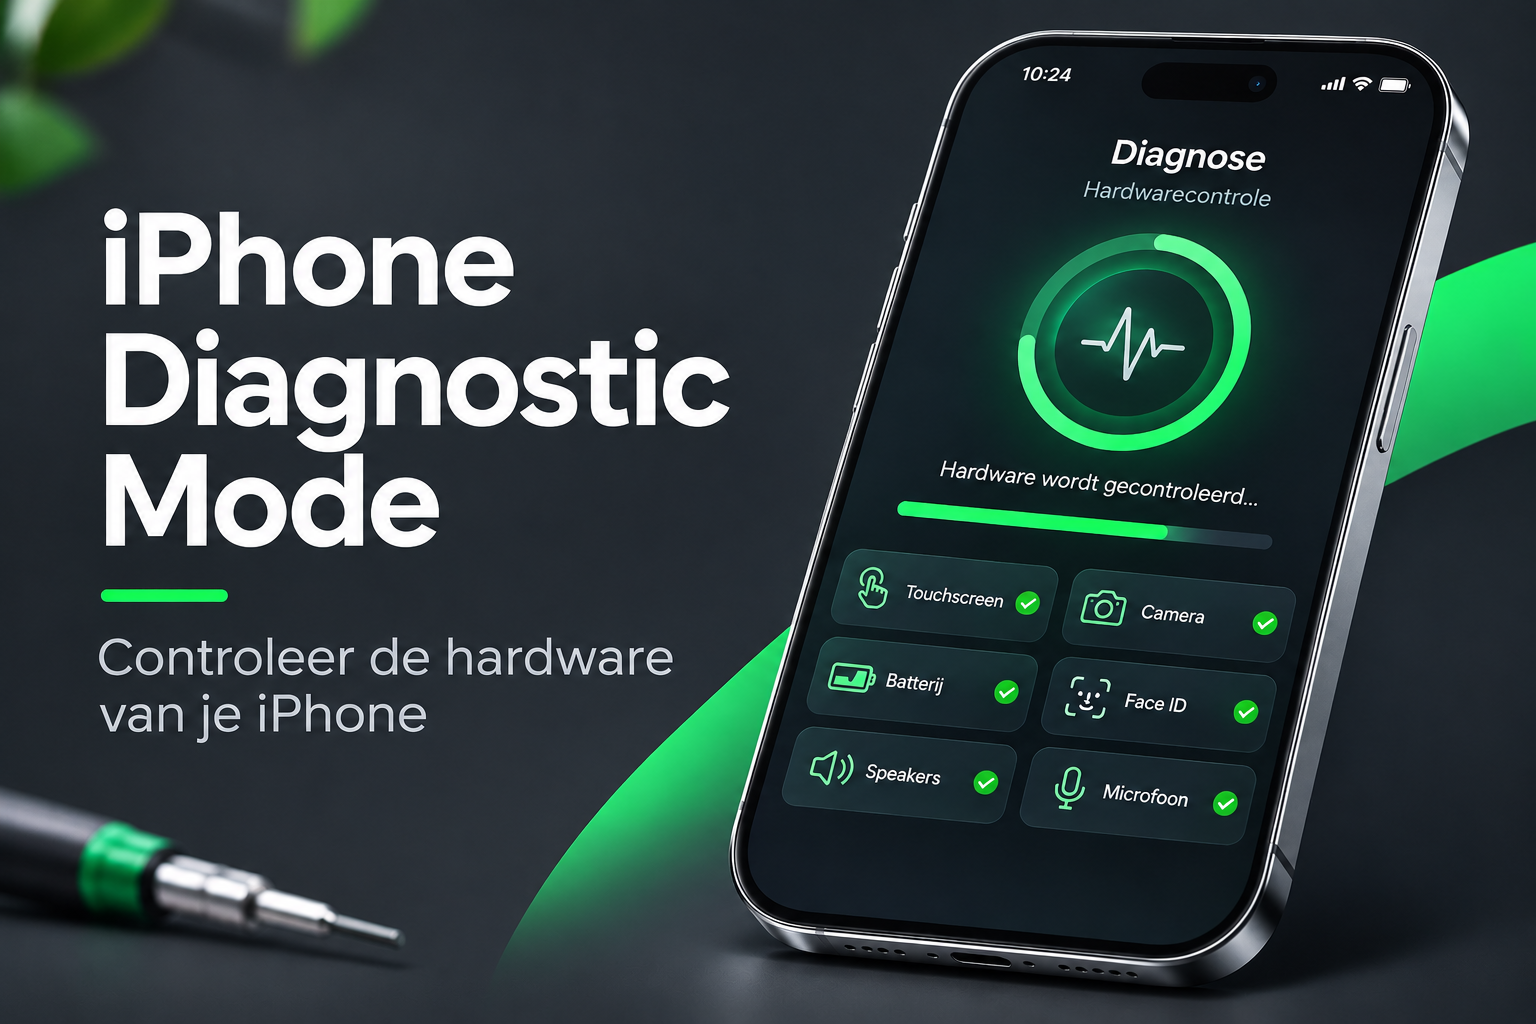 iPhone
Diagnostic
Mode
Controleer de hardware
van je iPhone
10:24
Diagnose
Hardwarecontrole
Hardware wordt gecontroleerd...
Touchscreen
Camera
Batterij
Face ID
Speakers
Microfoon